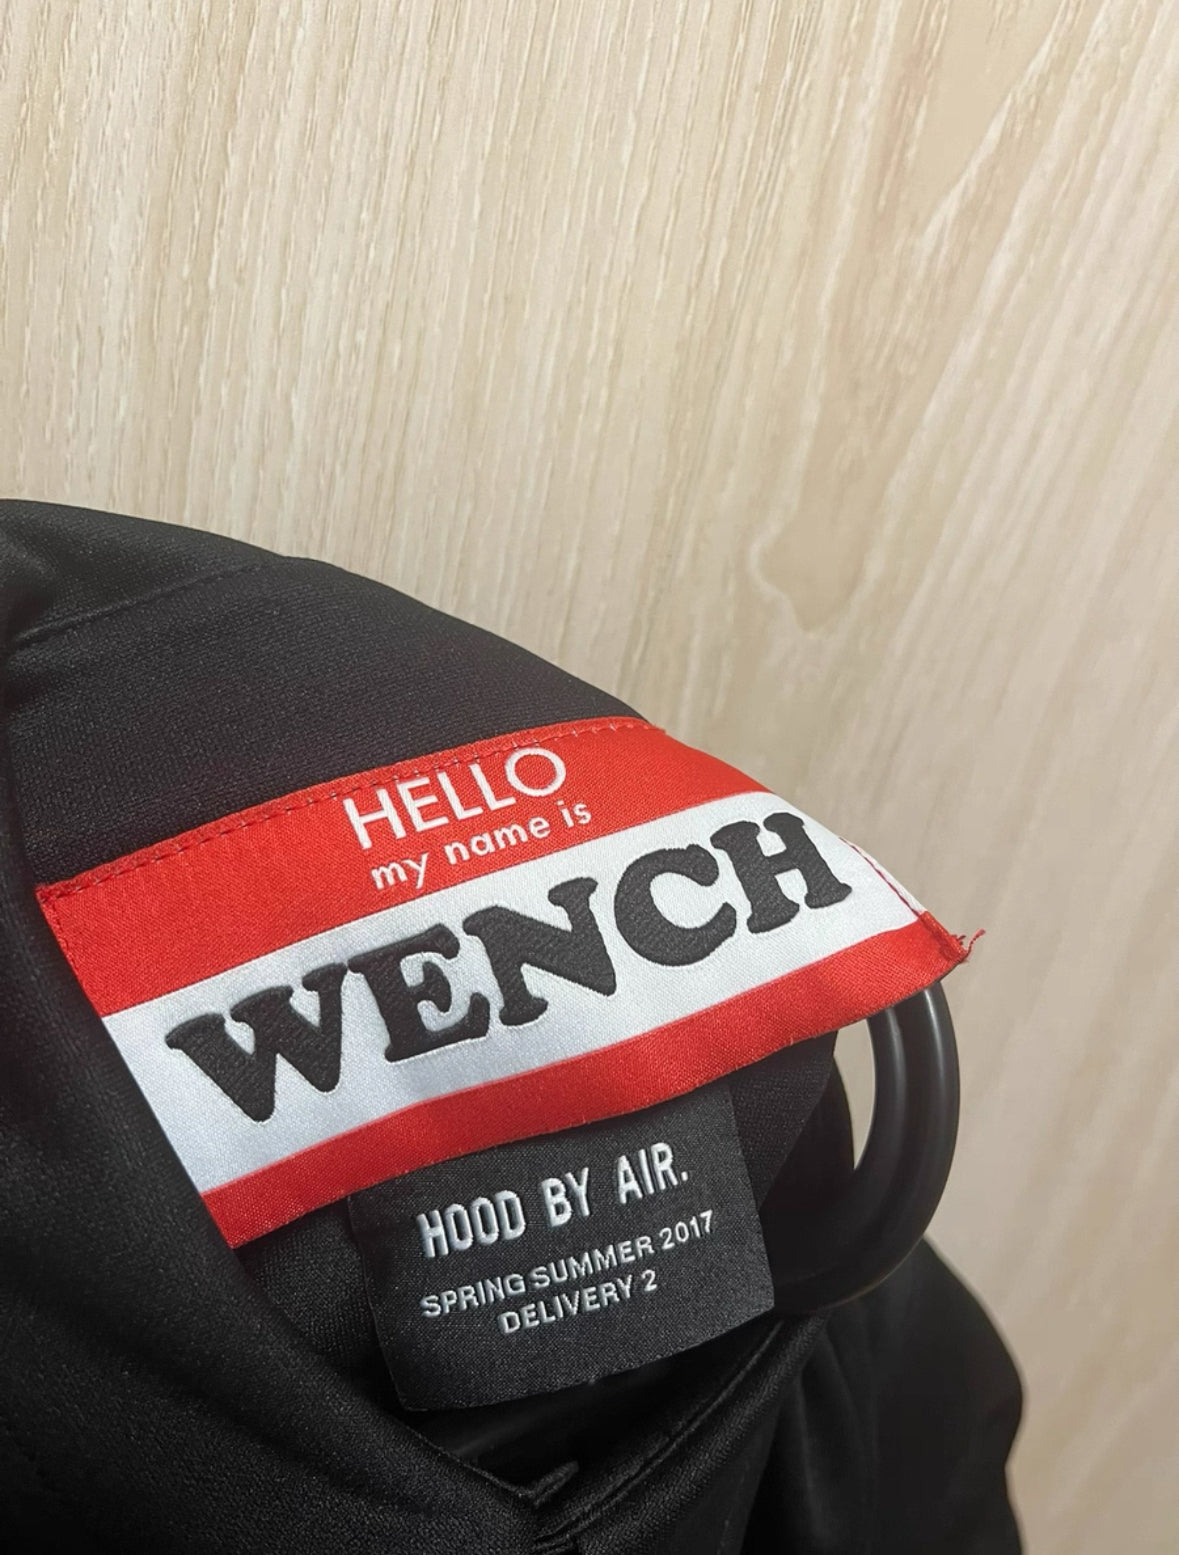 HELLO
my name is
WENCH
HOOD BY AIR.
SPRING SUMMER 2017
DELIVERY 2